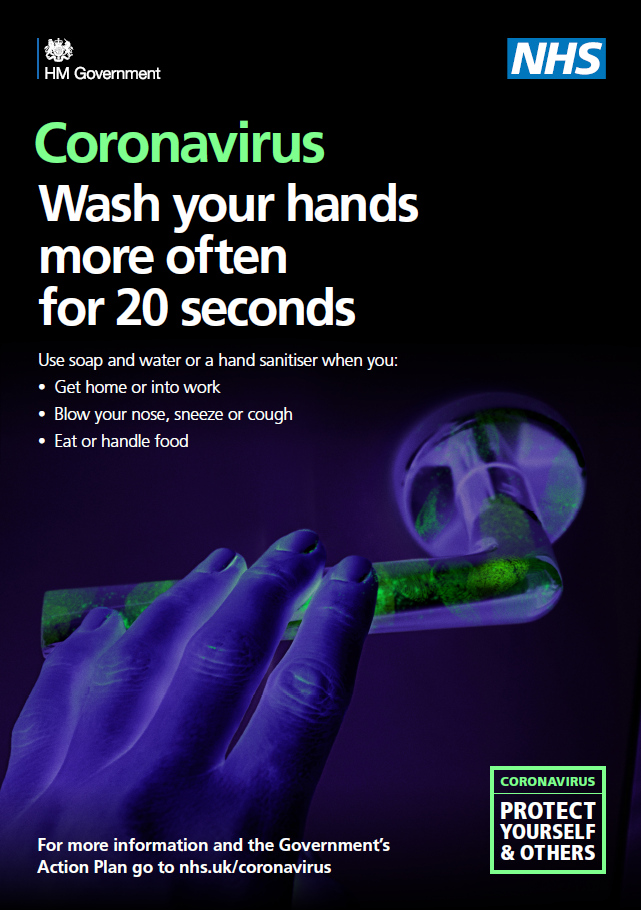 HM Government
NHS
Coronavirus
Wash your hands
more often
for 20 seconds
Use soap and water or a hand sanitiser when you:
• Get home or into work
• Blow your nose, sneeze or cough
• Eat or handle food
For more information and the Government’s
Action Plan go to nhs.uk/coronavirus
CORONAVIRUS
PROTECT
YOURSELF
& OTHERS